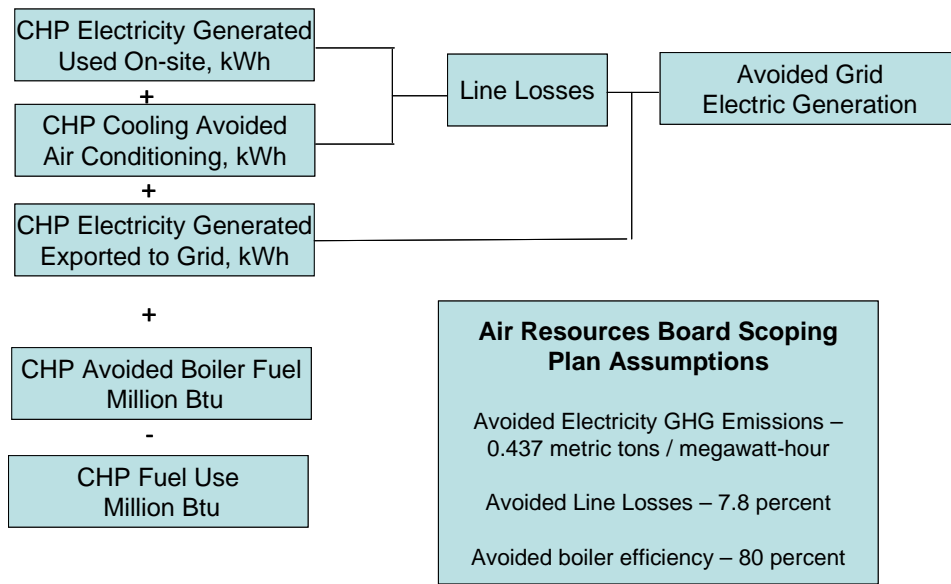 CHP Electricity Generated
Used On-site, kWh
+
CHP Cooling Avoided
Air Conditioning, kWh
+
CHP Electricity Generated
Exported to Grid, kWh
+
CHP Avoided Boiler Fuel
Million Btu
-
CHP Fuel Use
Million Btu
Line Losses
Avoided Grid
Electric Generation
Air Resources Board Scoping
Plan Assumptions
Avoided Electricity GHG Emissions –
0.437 metric tons / megawatt-hour
Avoided Line Losses – 7.8 percent
Avoided boiler efficiency – 80 percent